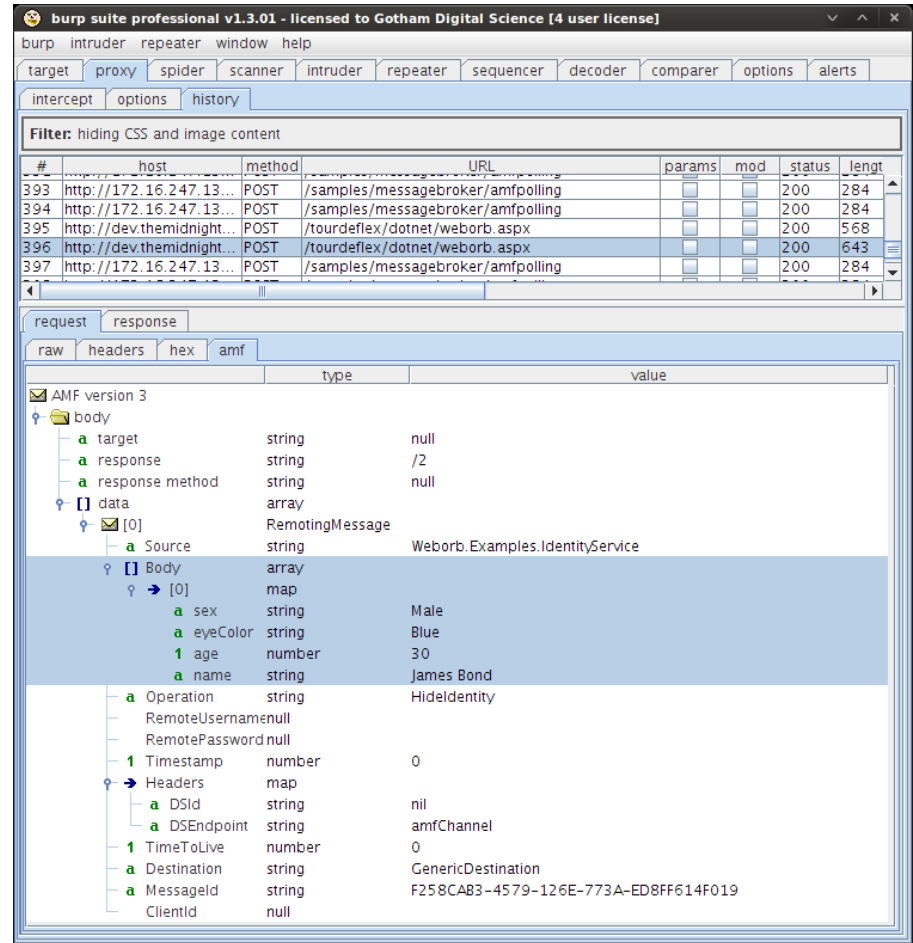 burp suite professional v1.3.01 - licensed to Gotham Digital Science [4 user license]
burp intruder repeater window help
target proxy spider scanner intruder repeater sequencer decoder comparer options alerts
intercept options history
Filter: hiding CSS and image content
# host method URL params mod status lengt
393 http://172.16.247.13... POST /samples/messagebroker/amfpolling 200 284
394 http://172.16.247.13... POST /samples/messagebroker/amfpolling 200 284
395 http://dev.themidnight... POST /tourdeflex/dotnet/weborb.aspx 200 568
396 http://dev.themidnight... POST /tourdeflex/dotnet/weborb.aspx 200 643
397 http://172.16.247.13... POST /samples/messagebroker/amfpolling 200 284
request response
raw headers hex amf
type value
AMF version 3
body
a target string null
a response string /2
a response method string null
[] data array
[0] RemotingMessage
a Source string Weborb.Examples.IdentityService
[] Body array
[0] map
a sex string Male
a eyeColor string Blue
1 age number 30
a name string James Bond
a Operation string HideIdentity
RemoteUsername null
RemotePassword null
1 Timestamp number 0
Headers map
a DSId string nil
a DSEndpoint string amfChannel
1 TimeToLive number 0
a Destination string GenericDestination
a MessageId string F258CAB3-4579-126E-773A-ED8FF614F019
ClientId null